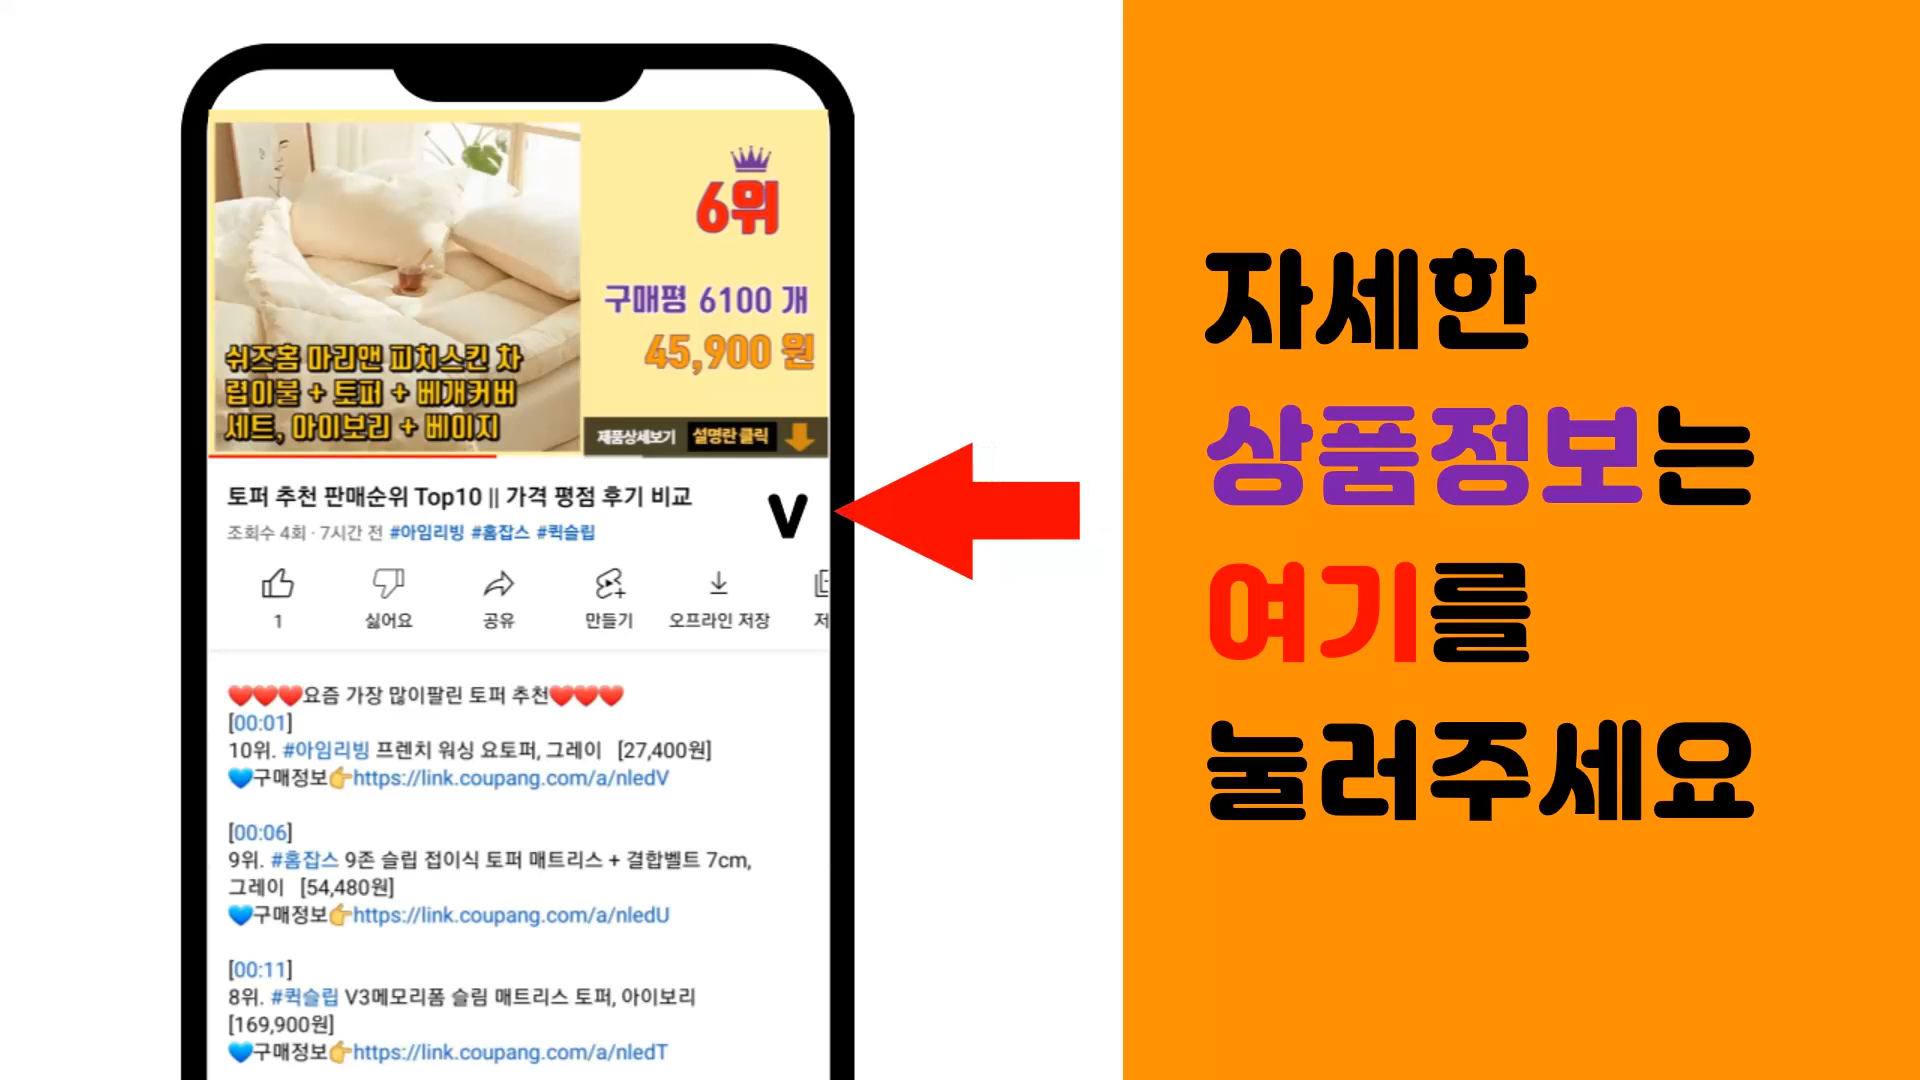 6위
구매평 6100 개
45,900 원
쉬즈홈 마리앤 피치스킨 차
렵이불 + 토퍼 + 베개커버
세트, 아이보리 + 베이지
제품상세보기 설명란 클릭
토퍼 추천 판매순위 Top10 || 가격 평점 후기 비교
V
조회수 4회 · 7시간 전 #아임리빙 #홈잡스 #퀵슬립
1 싫어요 공유 만들기 오프라인 저장 저
❤️❤️❤️요즘 가장 많이팔린 토퍼 추천❤️❤️❤️
[00:01]
10위. #아임리빙 프렌치 워싱 요토퍼, 그레이 [27,400원]
💙구매정보👉https://link.coupang.com/a/nledV
[00:06]
9위. #홈잡스 9존 슬립 접이식 토퍼 매트리스 + 결합벨트 7cm,
그레이 [54,480원]
💙구매정보👉https://link.coupang.com/a/nledU
[00:11]
8위. #퀵슬립 V3메모리폼 슬림 매트리스 토퍼, 아이보리
[169,900원]
💙구매정보👉https://link.coupang.com/a/nledT
자세한
상품정보는
여기를
눌러주세요